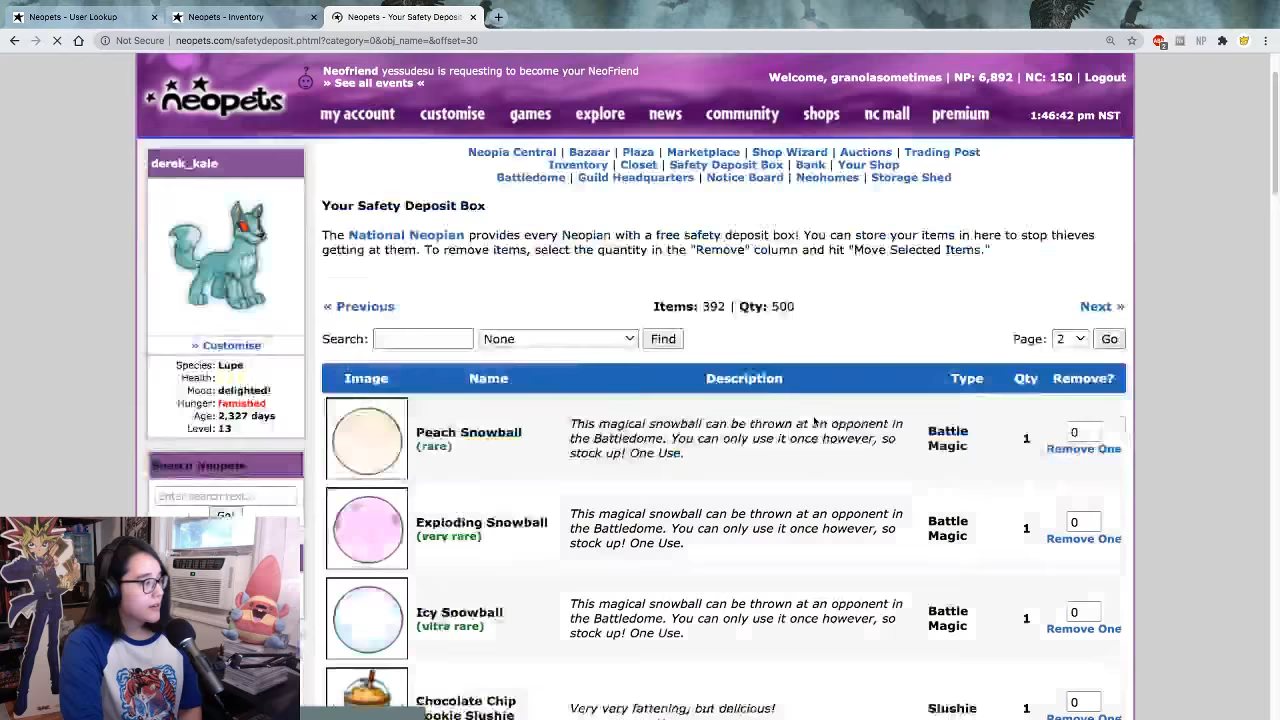 Neopets - User Lookup
Neopets - Inventory
Neopets - Your Safety Deposi
Not Secure | neopets.com/safetydeposit.phtml?category=0&obj_name=&offset=30
neopets
Neofriend yessudesu is requesting to become your NeoFriend
» See all events «
Welcome, granolasometimes | NP: 6,892 | NC: 150 | Logout
my account customise games explore news community shops nc mall premium
1:46:42 pm NST
derek_kale
» Customise
Species: Lupe
Health:
Mood: delighted!
Hunger: famished
Age: 2,327 days
Level: 13
Search Neopets
Enter search text...
Go!
Neopia Central | Bazaar | Plaza | Marketplace | Shop Wizard | Auctions | Trading Post
Inventory | Closet | Safety Deposit Box | Bank | Your Shop
Battledome | Guild Headquarters | Notice Board | Neohomes | Storage Shed
Your Safety Deposit Box
The National Neopian provides every Neopian with a free safety deposit box! You can store your items in here to stop thieves
getting at them. To remove items, select the quantity in the "Remove" column and hit "Move Selected Items."
« Previous
Items: 392 | Qty: 500
Next »
Search:
None
Find
Page: 2
Go
Image Name Description Type Qty Remove?
Peach Snowball
(rare)
This magical snowball can be thrown at an opponent in
the Battledome. You can only use it once however, so
stock up! One Use.
Battle
Magic
1
0
Remove One
Exploding Snowball
(very rare)
This magical snowball can be thrown at an opponent in
the Battledome. You can only use it once however, so
stock up! One Use.
Battle
Magic
1
0
Remove One
Icy Snowball
(ultra rare)
This magical snowball can be thrown at an opponent in
the Battledome. You can only use it once however, so
stock up! One Use.
Battle
Magic
1
0
Remove One
Chocolate Chip
Cookie Slushie
Very very fattening, but delicious!
Slushie
1
0
Remove One